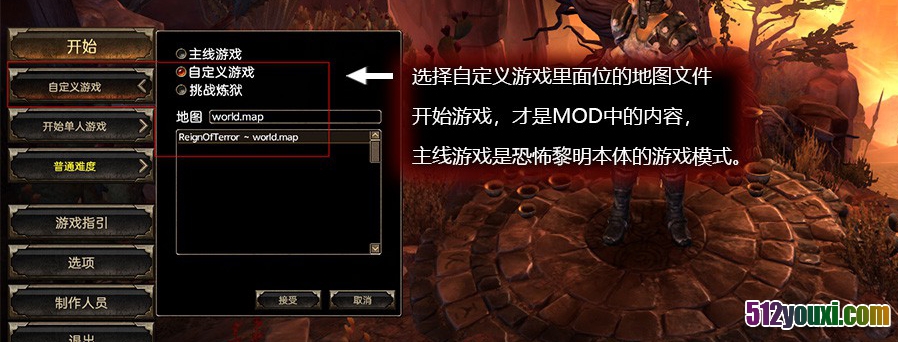 开始
自定义游戏
开始单人游戏
普通难度
游戏指引
选项
制作人员
退出
主线游戏
自定义游戏
挑战炼狱
地图 world.map
ReignOfTerror ~ world.map
接受
取消
选择自定义游戏里面位的地图文件
开始游戏，才是MOD中的内容，
主线游戏是恐怖黎明本体的游戏模式。
512youxi.com